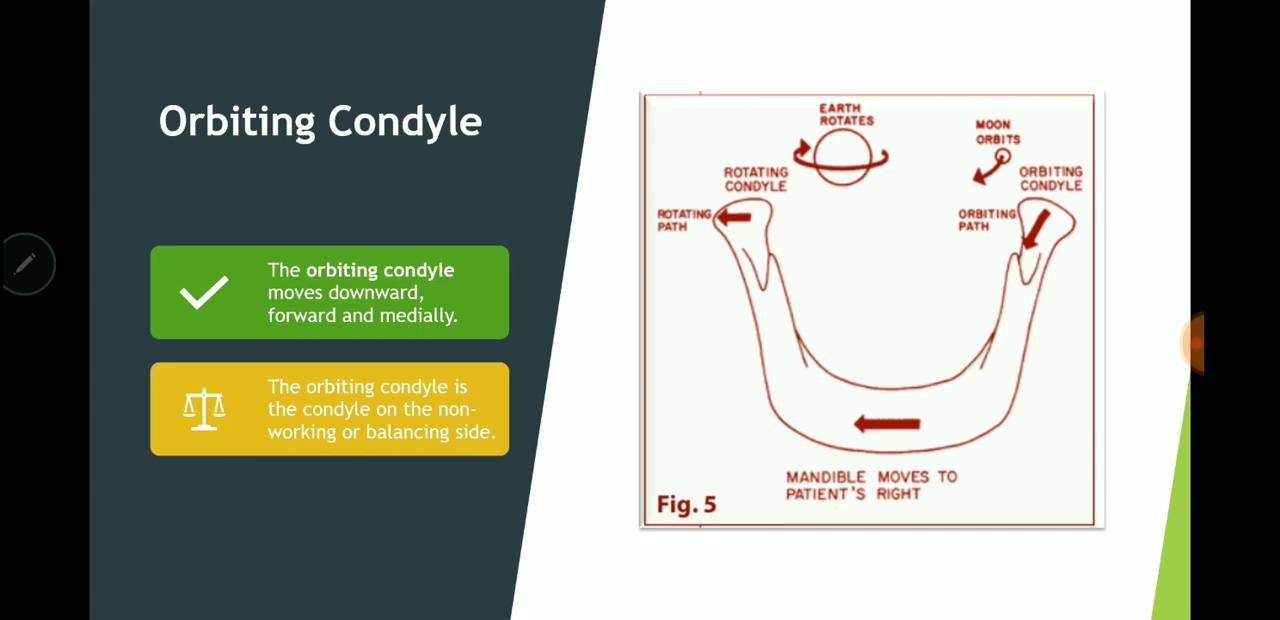 Orbiting Condyle
The orbiting condyle
moves downward,
forward and medially.
The orbiting condyle is
the condyle on the non-
working or balancing side.
EARTH
ROTATES
MOON
ORBITS
ROTATING
CONDYLE
ORBITING
CONDYLE
ROTATING
PATH
ORBITING
PATH
MANDIBLE MOVES TO
PATIENT'S RIGHT
Fig. 5